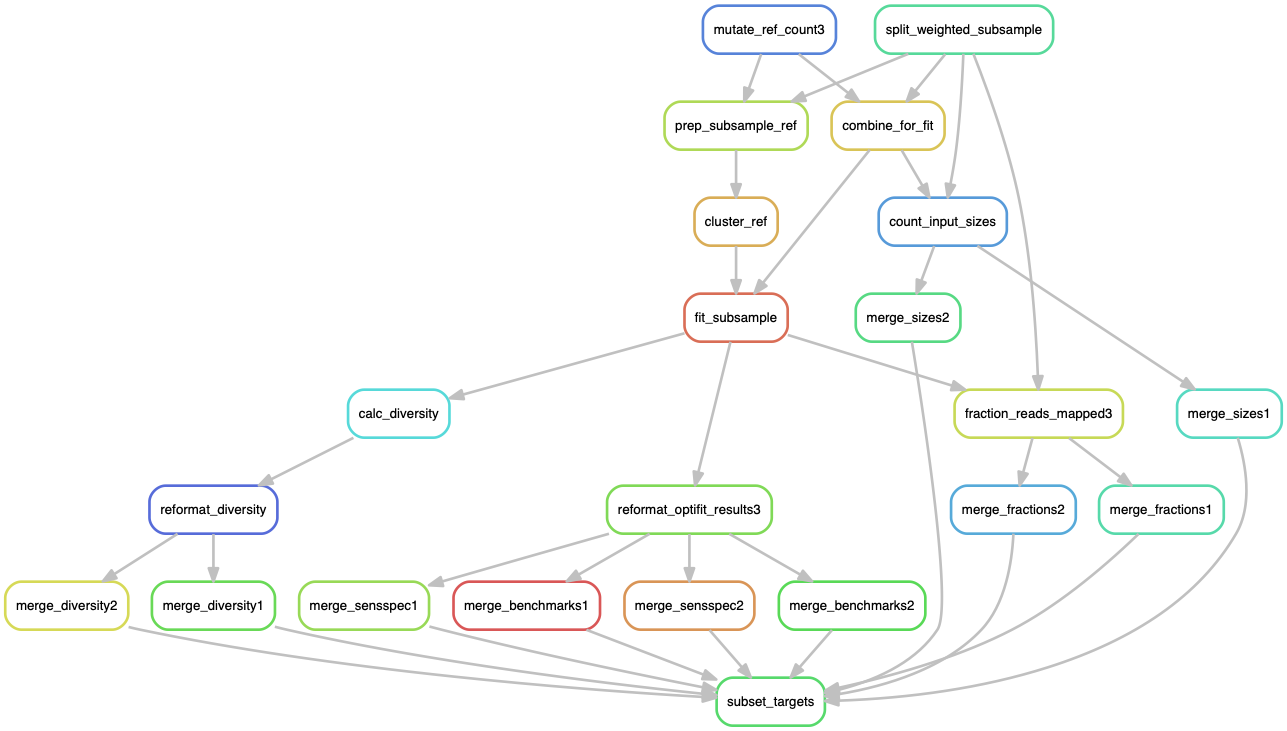 mutate_ref_count3
split_weighted_subsample
prep_subsample_ref
combine_for_fit
cluster_ref
count_input_sizes
fit_subsample
merge_sizes2
calc_diversity
fraction_reads_mapped3
merge_sizes1
reformat_diversity
reformat_optifit_results3
merge_fractions2
merge_fractions1
merge_diversity2
merge_diversity1
merge_sensspec1
merge_benchmarks1
merge_sensspec2
merge_benchmarks2
subset_targets